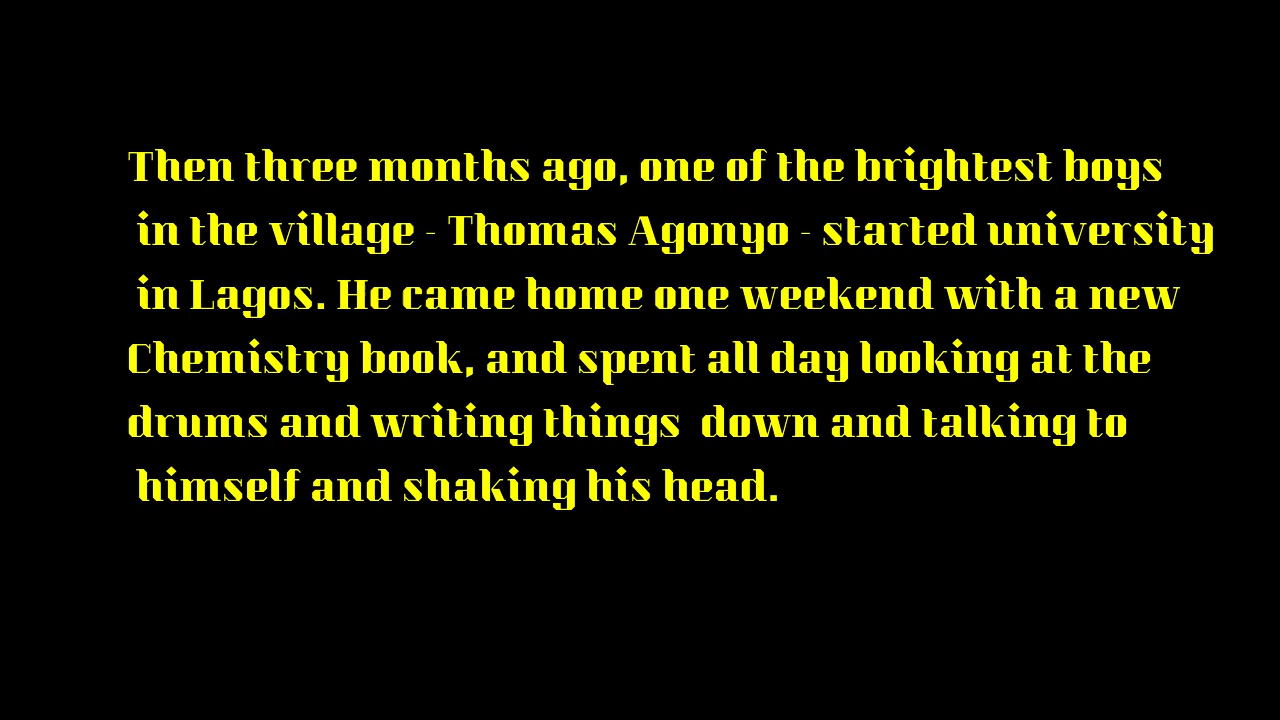 Then three months ago, one of the brightest boys
in the village - Thomas Agonyo - started university
in Lagos. He came home one weekend with a new
Chemistry book, and spent all day looking at the
drums and writing things  down and talking to
himself and shaking his head.